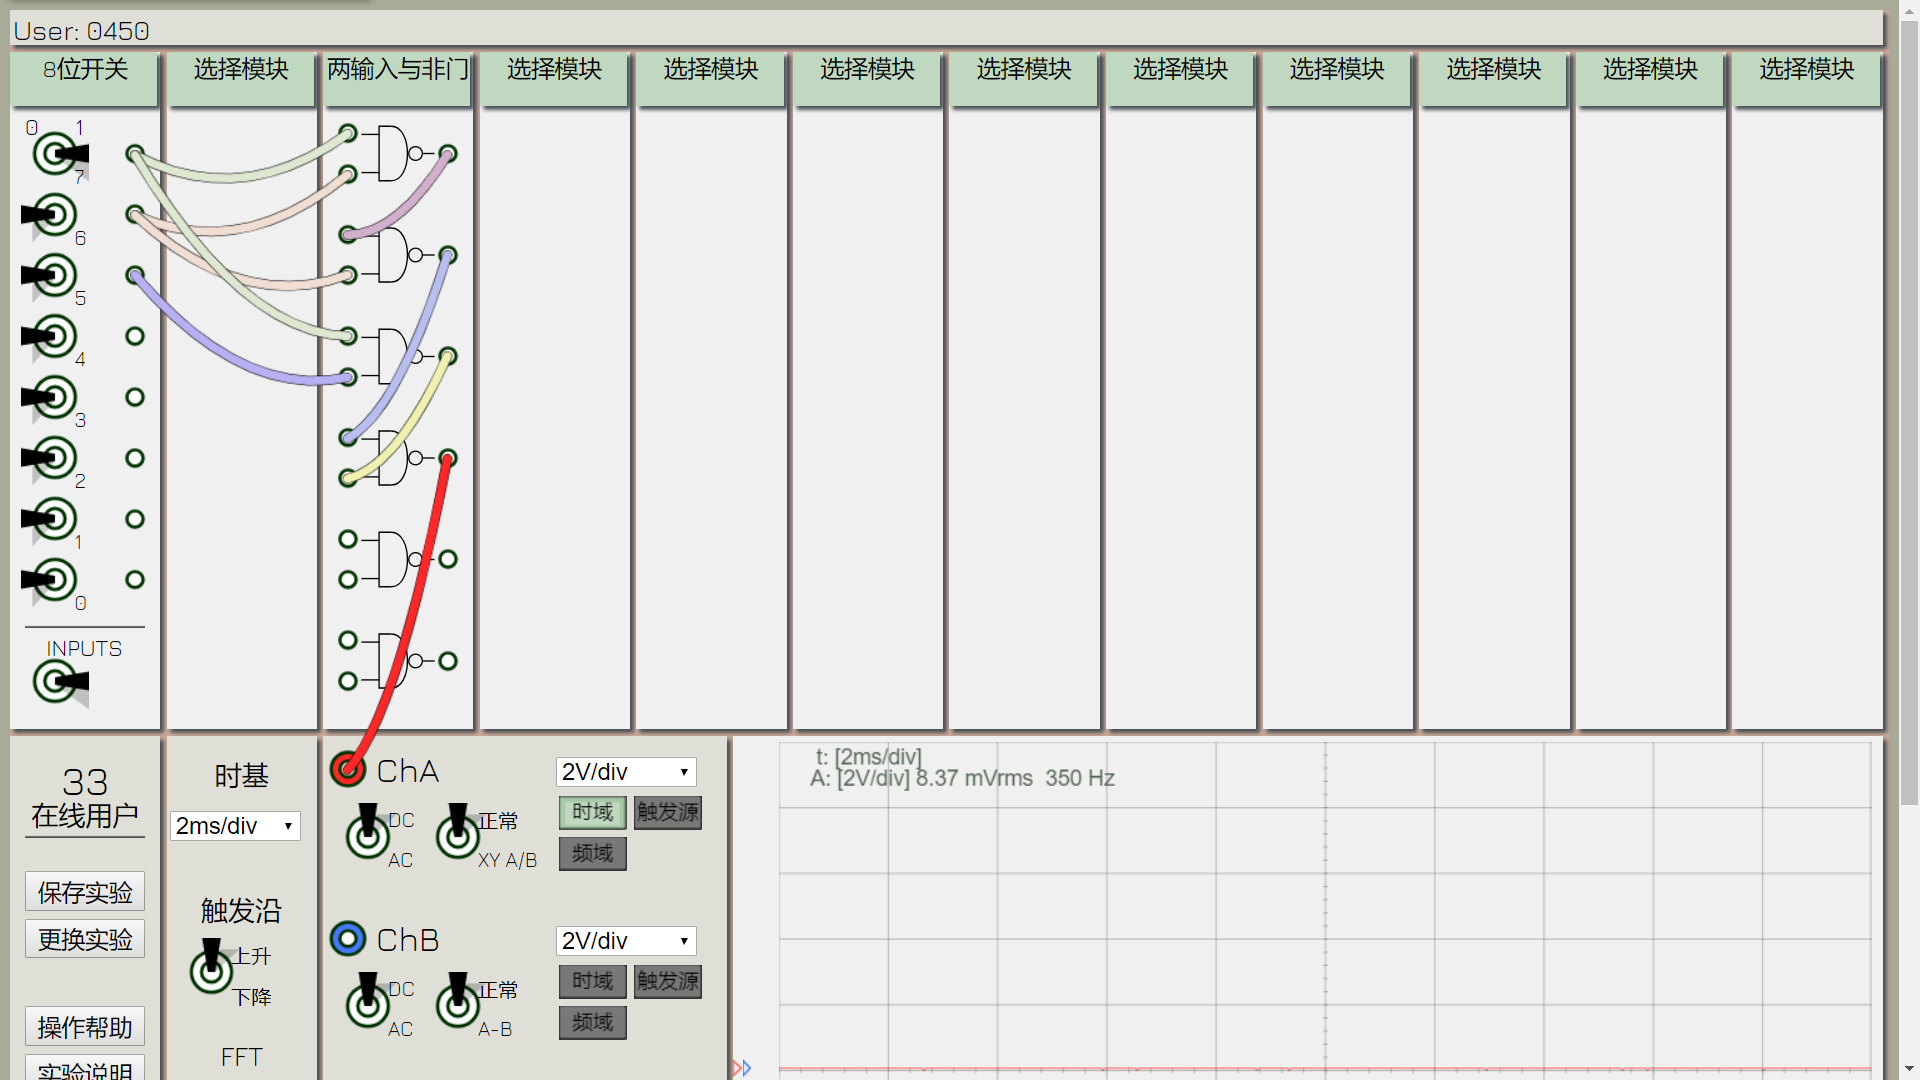 User: 0450
8位开关 选择模块 两输入与非门 选择模块 选择模块 选择模块 选择模块 选择模块 选择模块 选择模块 选择模块 选择模块
0 1
7
6
5
4
3
2
1
0
INPUTS
33
在线用户
保存实验
更换实验
操作帮助
实验说明
时基
2ms/div
触发沿
上升
下降
FFT
ChA 2V/div
DC 正常 时域 触发源
AC XY A/B 频域
ChB 2V/div
DC 正常 时域 触发源
AC A-B 频域
t: [2ms/div]
A: [2V/div] 8.37 mVrms 350 Hz